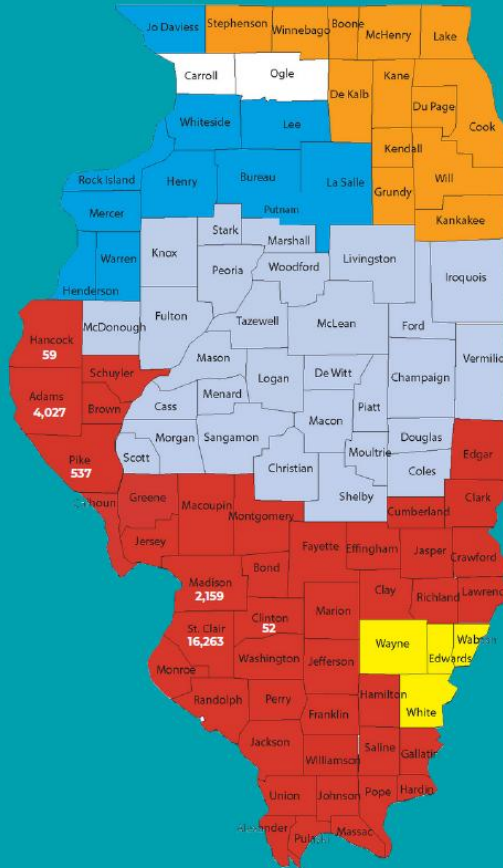 Jo Daviess
Stephenson
Winnebago
Boone
McHenry
Lake
Carroll
Ogle
De Kalb
Kane
Du Page
Cook
Whiteside
Lee
Kendall
Will
Rock Island
Henry
Bureau
La Salle
Grundy
Putnam
Kankakee
Mercer
Stark
Marshall
Knox
Peoria
Woodford
Livingston
Iroquois
Warren
Henderson
Fulton
Tazewell
McLean
Ford
McDonough
Hancock
59
Mason
Vermilio
Schuyler
Logan
De Witt
Champaign
Adams
4,027
Menard
Cass
Piatt
Brown
Macon
Morgan
Sangamon
Douglas
Pike
537
Scott
Christian
Moultrie
Coles
Edgar
Shelby
Calhoun
Greene
Macoupin
Montgomery
Cumberland
Clark
Jersey
Fayette
Effingham
Jasper
Crawford
Bond
Madison
2,159
Clay
Richland
Lawrenc
Marion
Clinton
52
St. Clair
16,263
Wayne
Wabash
Edwards
Washington
Jefferson
Monroe
Hamilton
White
Randolph
Perry
Franklin
Jackson
Saline
Gallatin
Williamson
Union
Johnson
Pope
Hardin
Alexander
Pulaski
Massac